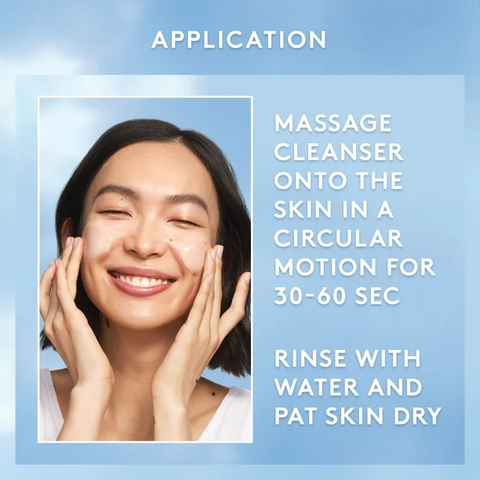 APPLICATION
MASSAGE
CLEANSER
ONTO THE
SKIN IN A
CIRCULAR
MOTION FOR
30-60 SEC
RINSE WITH
WATER AND
PAT SKIN DRY